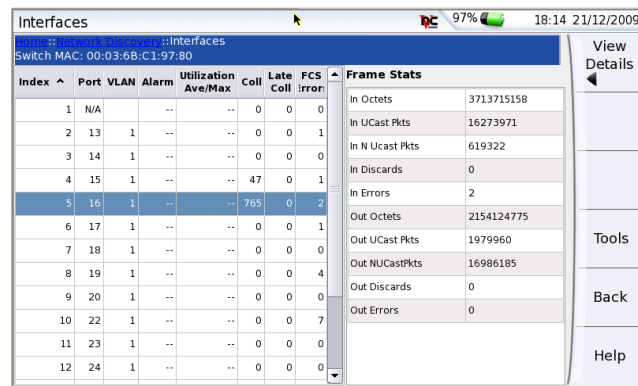 Interfaces
97%
18:14 21/12/2009
Home::Network Discovery::Interfaces
Switch MAC: 00:03:6B:C1:97:80
View Details
Index Port VLAN Alarm Utilization Ave/Max Coll Late Coll FCS Error
1 N/A -- -- 0 0 0
2 13 1 -- -- 0 0 1
3 14 1 -- -- 0 0 0
4 15 1 -- -- 47 0 1
5 16 1 -- -- 765 0 2
6 17 1 -- -- 0 0 1
7 18 1 -- -- 0 0 0
8 19 1 -- -- 0 0 4
9 20 1 -- -- 0 0 0
10 22 1 -- -- 0 0 7
11 23 1 -- -- 0 0 0
12 24 1 -- -- 0 0 0
Frame Stats
In Octets 3713715158
In UCast Pkts 16273971
In N Ucast Pkts 619322
In Discards 0
In Errors 2
Out Octets 2154124775
Out UCast Pkts 1979960
Out NUCastPkts 16986185
Out Discards 0
Out Errors 0
Tools
Back
Help